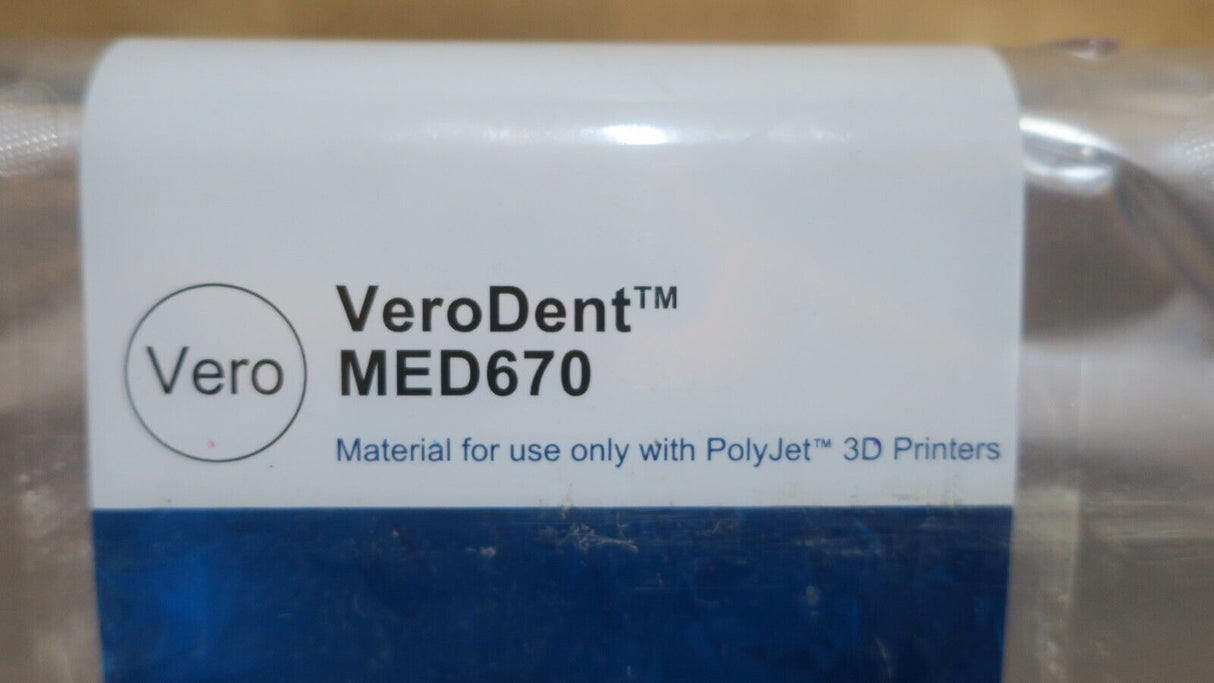 Vero
VeroDent™
MED670
Material for use only with PolyJet™ 3D Printers